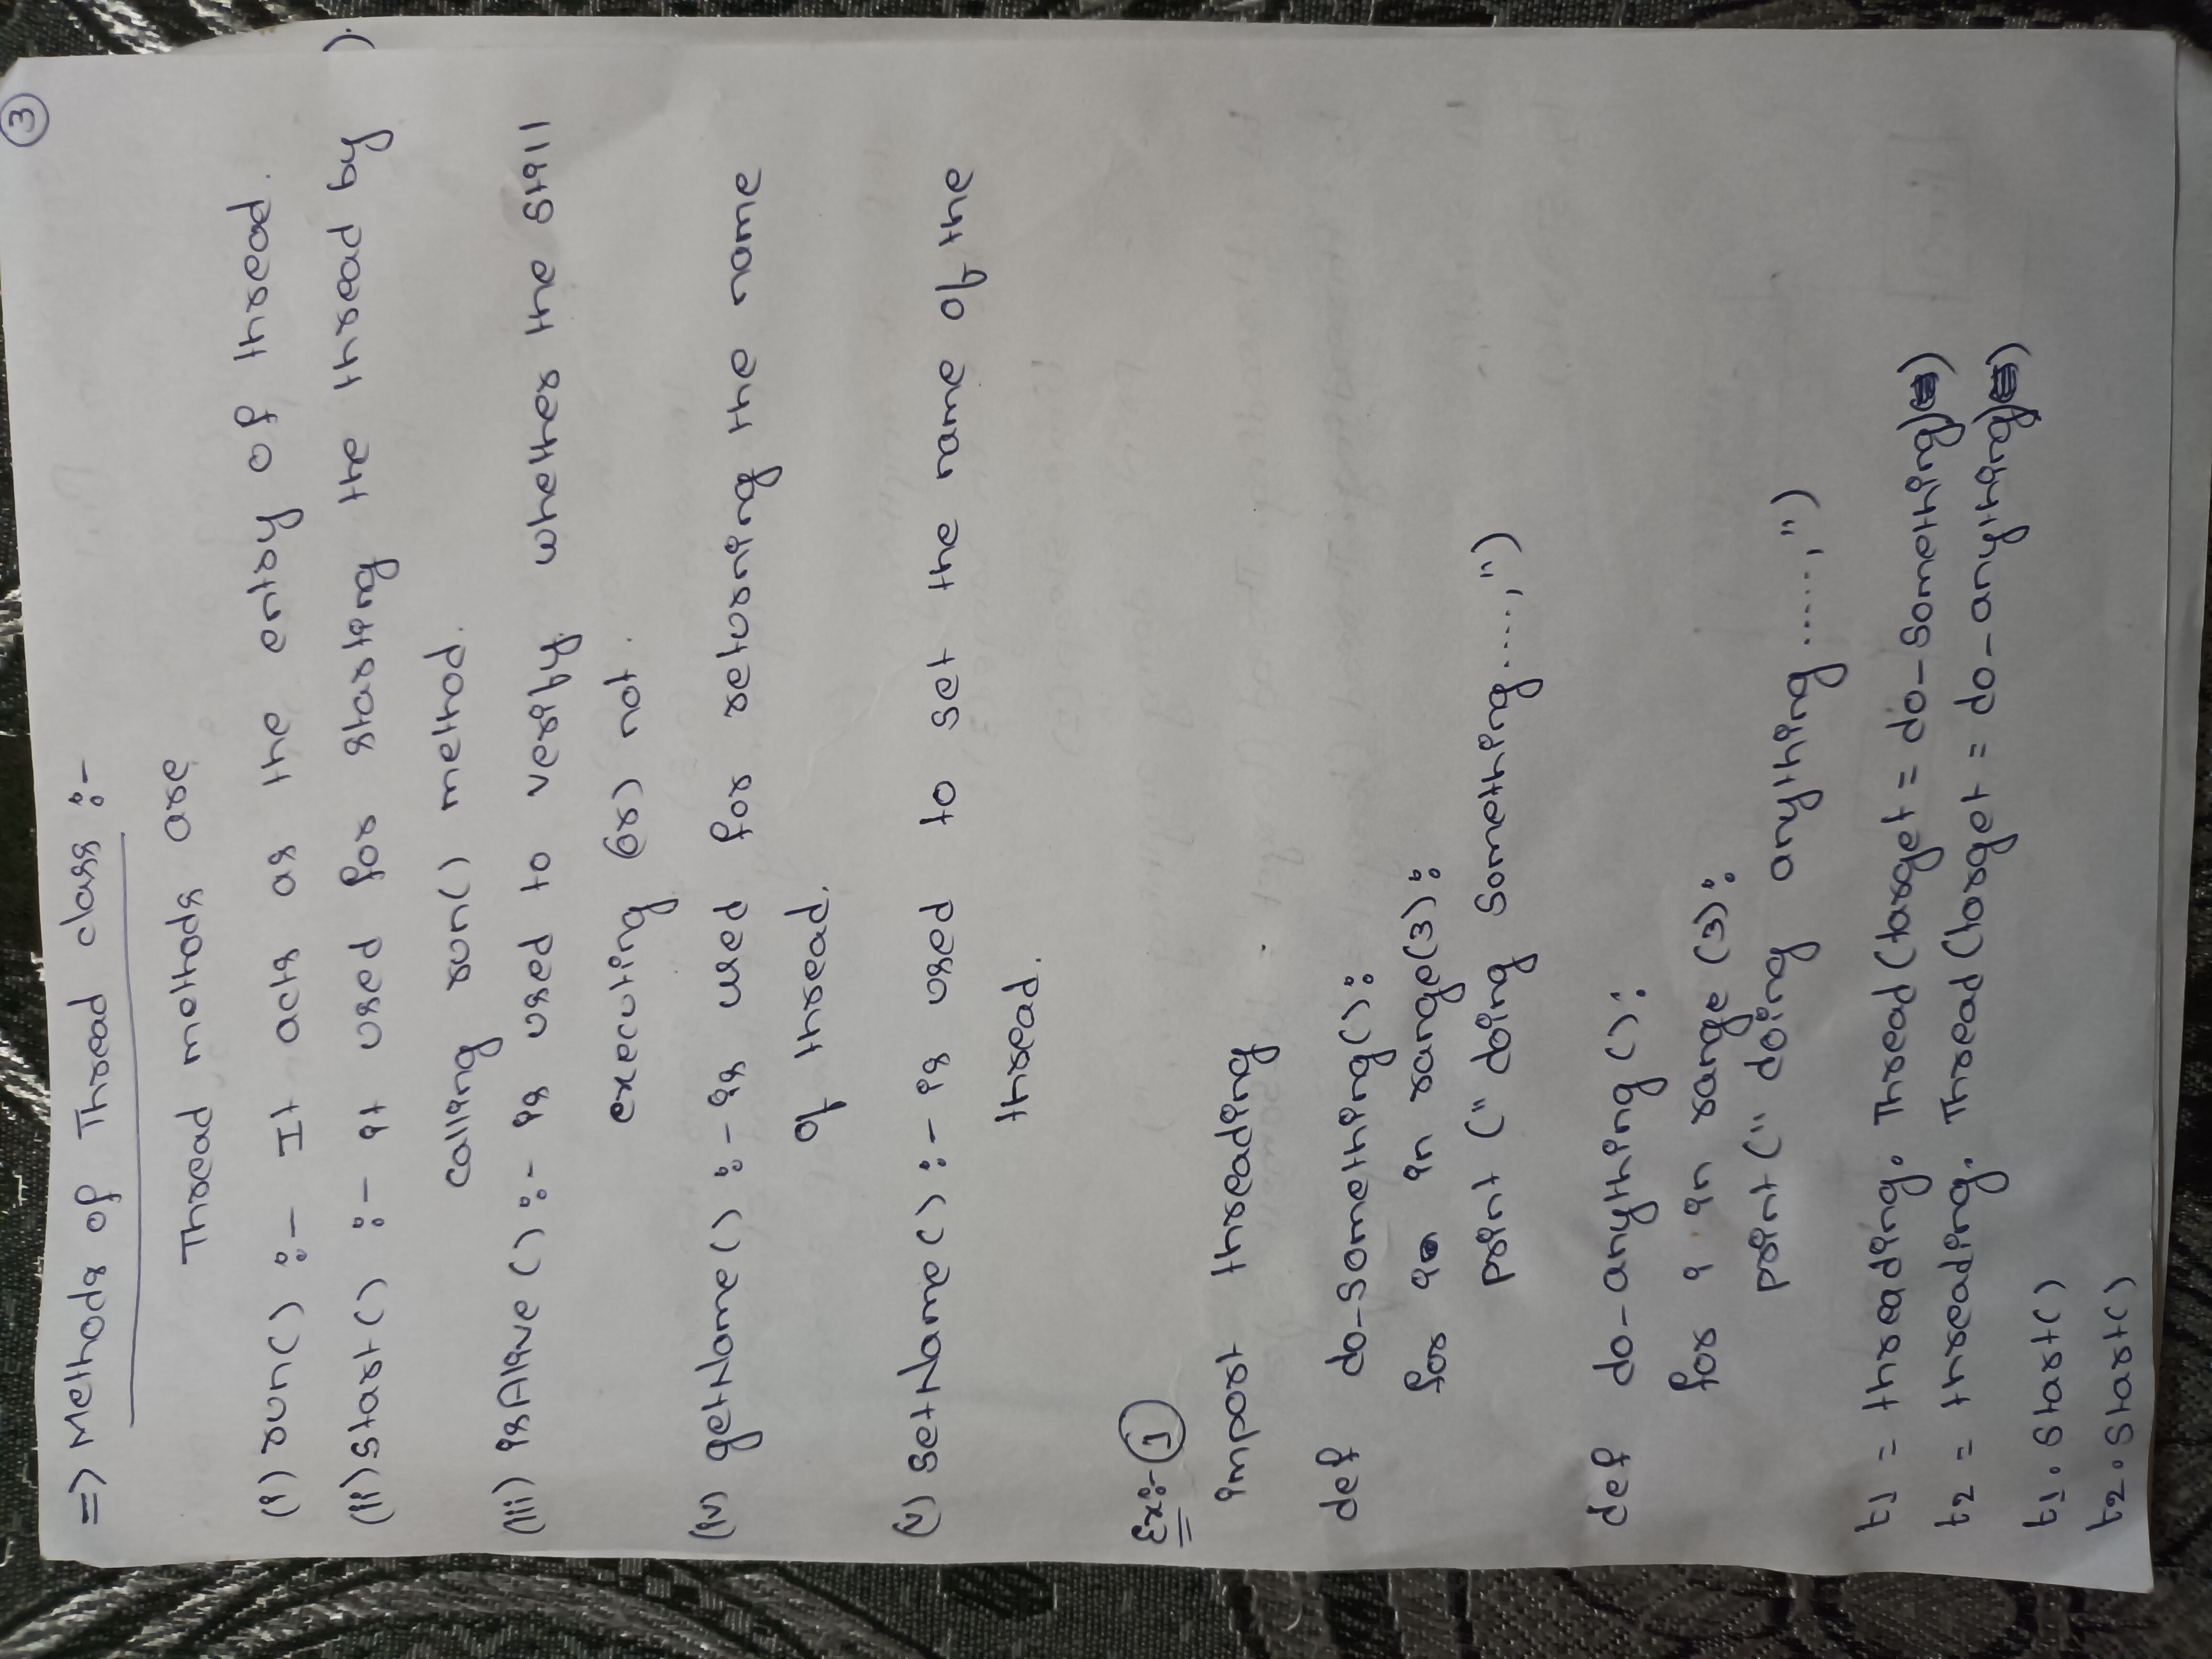 3
=> Methods of Thread class :-
Thread methods are
(i) run() :- It acts as the entry of thread.
(ii) start() :- it used for starting the thread by
calling run() method.
(iii) isAlive() :- is used to verify whether the still
executing (or) not.
(iv) getName() :- is used for returning the name
of thread.
(v) setName() :- is used to set the name of the
thread.
Ex:- 1
import threading
def do-something():
for i in range(3):
print (" doing something....,")
def do-anything():
for i in range (3):
print (" doing anything.....,")
t1 = threading. Thread (target = do-something)
t2 = threading. Thread (target = do-anything)
t1. start()
t2. start()